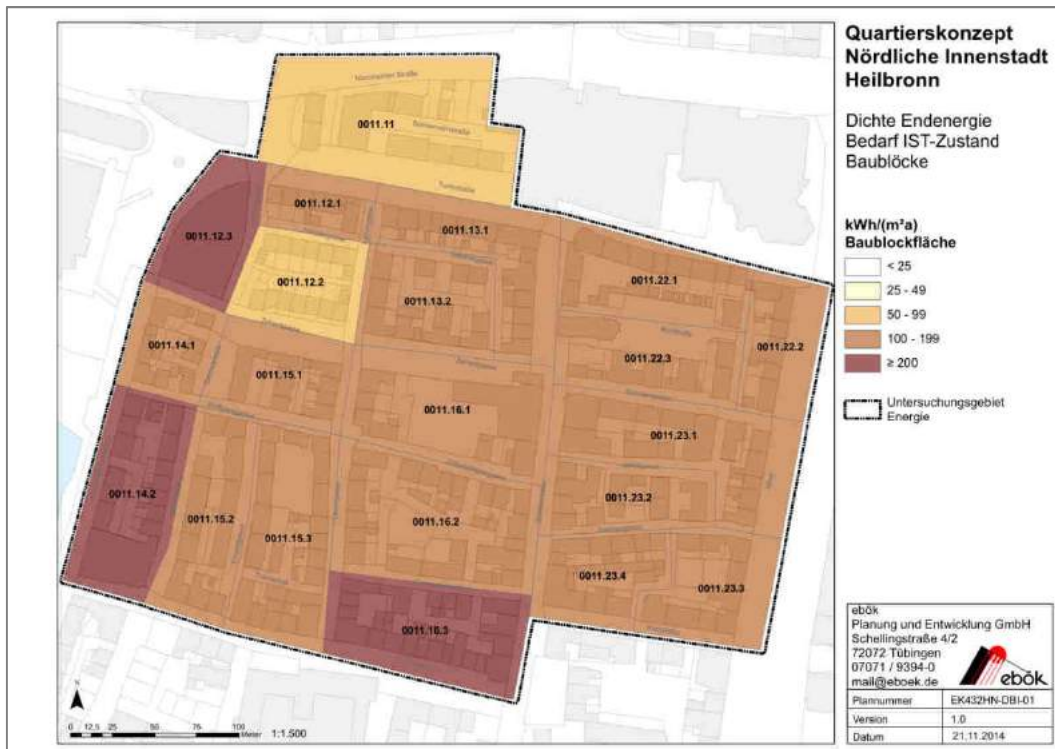 Quartierskonzept
Nördliche Innenstadt
Heilbronn
Dichte Endenergie
Bedarf IST-Zustand
Baublöcke
kWh/(m²a)
Baublockfläche
< 25
25 - 49
50 - 99
100 - 199
≥ 200
Untersuchungsgebiet
Energie
Mannheimer Straße
0011.11
Turmstraße
0011.12.1
0011.12.3
0011.13.1
0011.12.2
0011.13.2
0011.22.1
0011.22.2
0011.22.3
0011.14.1
0011.15.1
0011.16.1
0011.23.1
0011.14.2
0011.23.2
0011.15.2
0011.16.2
0011.15.3
0011.23.4
0011.23.3
0011.16.3
N
0 12,5 25 50 75 100
Meter 1:1.500
ebök
Planung und Entwicklung GmbH
Schellingstraße 4/2
72072 Tübingen
07071 / 9394-0
mail@eboek.de
ebök
Plannummer EK432HN-DBI-01
Version 1.0
Datum 21.11.2014